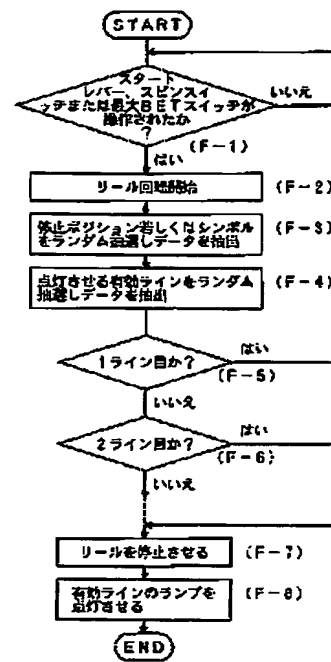 START
スタート
レバー、スピンスイ
ッチまたは最大BETスイッチが
操作されたか
?
いいえ
(F-1)
はい
リール回転開始
(F-2)
停止ポジション若しくはシンボル
をランダム抽選しデータを抽出
(F-3)
点灯させる有効ラインをランダム
抽選しデータを抽出
(F-4)
1ライン目か?
はい
(F-5)
いいえ
2ライン目か?
はい
(F-6)
いいえ
リールを停止させる
(F-7)
有効ラインのランプを
点灯させる
(F-8)
END